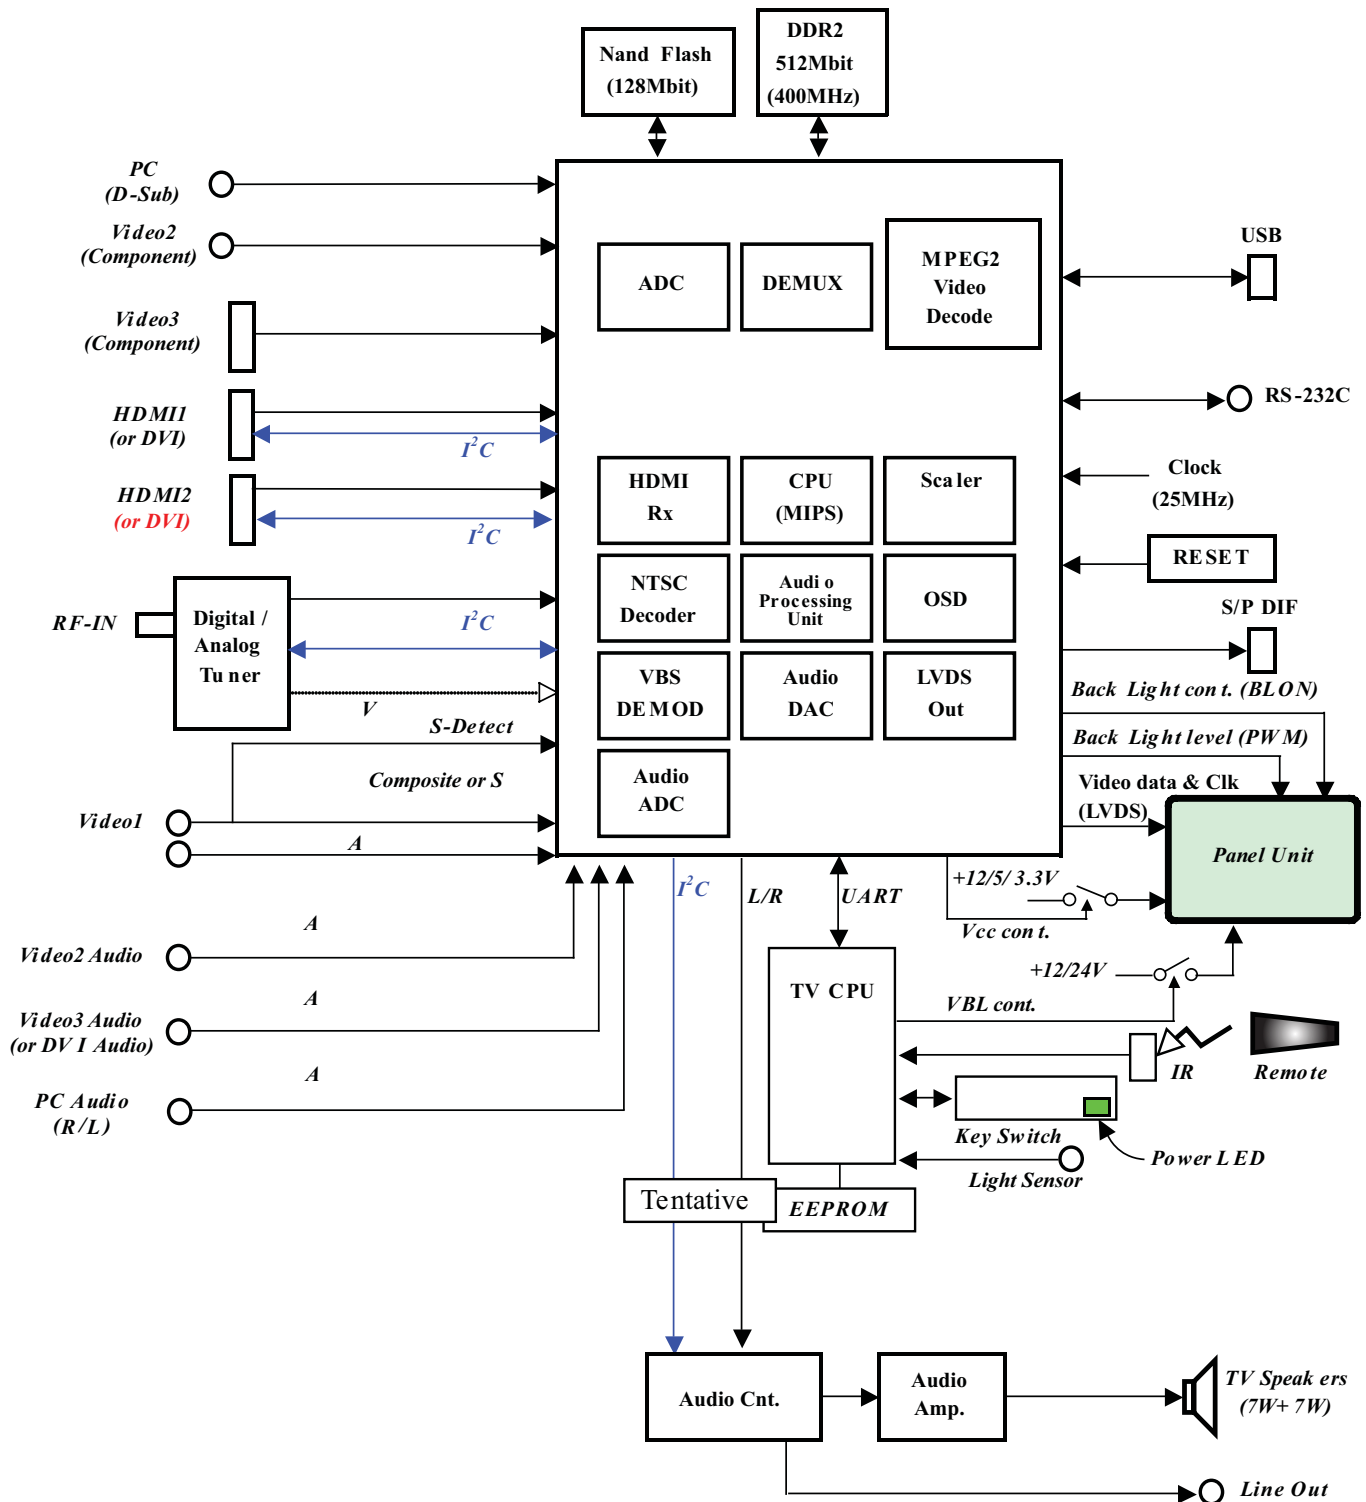 Nand Flash
(128Mbit)
DDR2
512Mbit
(400MHz)
PC
(D-Sub)
Video2
(Component)
Video3
(Component)
HDMI1
(or DVI)
I²C
HDMI2
(or DVI)
I²C
RF-IN
Digital /
Analog
Tuner
I²C
V
S-Detect
Composite or S
Video1
A
ADC
DEMUX
MPEG2
Video
Decode
HDMI
Rx
CPU
(MIPS)
Scaler
NTSC
Decoder
Audio
Processing
Unit
OSD
VBS
DEMOD
Audio
DAC
LVDS
Out
Audio
ADC
USB
RS-232C
Clock
(25MHz)
RESET
S/P DIF
Back Light cont. (BLON)
Back Light level (PWM)
Video data & Clk
(LVDS)
Panel Unit
+12/5/3.3V
Vcc cont.
+12/24V
VBL cont.
I²C
L/R
UART
A
Video2 Audio
A
Video3 Audio
(or DVI Audio)
A
PC Audio
(R/L)
TV CPU
IR
Remote
Key Switch
Power LED
Light Sensor
Tentative
EEPROM
Audio Cnt.
Audio
Amp.
TV Speakers
(7W+7W)
Line Out